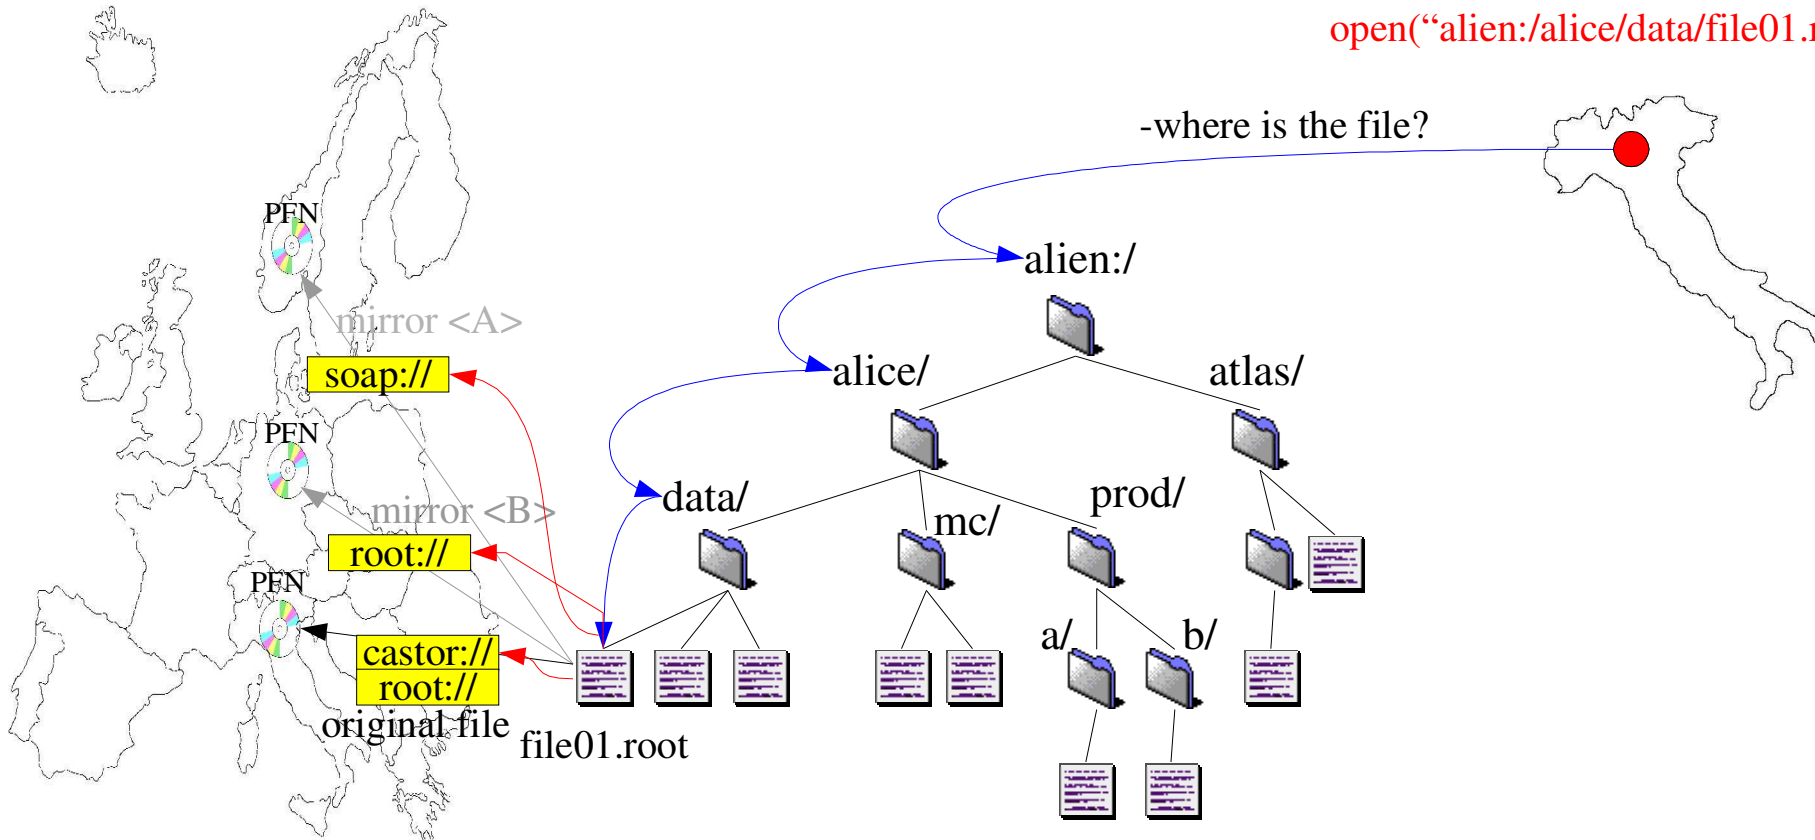 open(“alien:/alice/data/file01.r
-where is the file?
PFN
alien:/
mirror <A>
soap://
alice/
atlas/
PFN
data/
prod/
mirror <B>
mc/
root://
PFN
a/
b/
castor://
root://
original file
file01.root